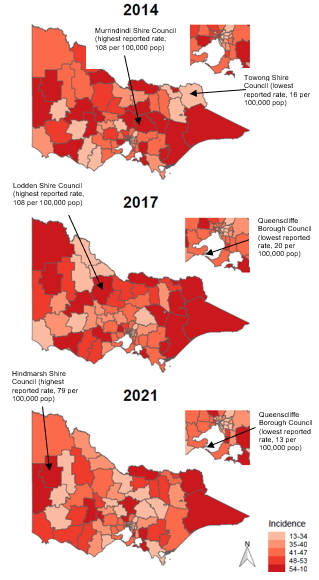 2014
Murrindindi Shire Council
(highest reported rate,
108 per 100,000 pop)
Towong Shire
Council (lowest
reported rate, 16 per
100,000 pop)
Lodden Shire Council
(highest reported rate,
108 per 100,000 pop)
2017
Queenscliffe
Borough Council
(lowest reported
rate, 20 per
100,000 pop)
Hindmarsh Shire
Council (highest
reported rate, 79 per
100,000 pop)
2021
Queenscliffe
Borough Council
(lowest reported
rate, 13 per
100,000 pop)
N
Incidence
13-34
35-40
41-47
48-53
54-10